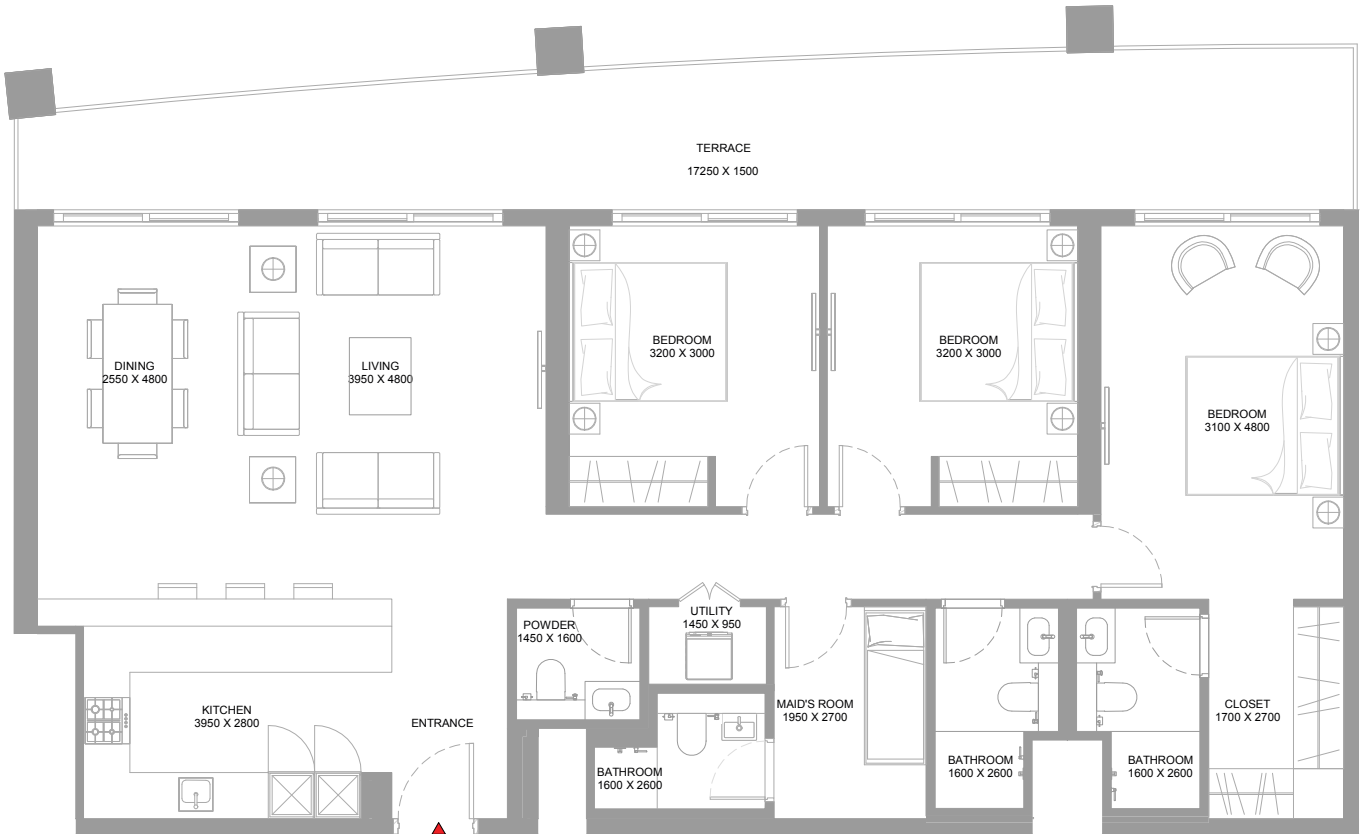 TERRACE
17250 X 1500
DINING
2550 X 4800
LIVING
3950 X 4800
BEDROOM
3200 X 3000
BEDROOM
3200 X 3000
BEDROOM
3100 X 4800
POWDER
1450 X 1600
UTILITY
1450 X 950
KITCHEN
3950 X 2800
ENTRANCE
MAID'S ROOM
1950 X 2700
CLOSET
1700 X 2700
BATHROOM
1600 X 2600
BATHROOM
1600 X 2600
BATHROOM
1600 X 2600